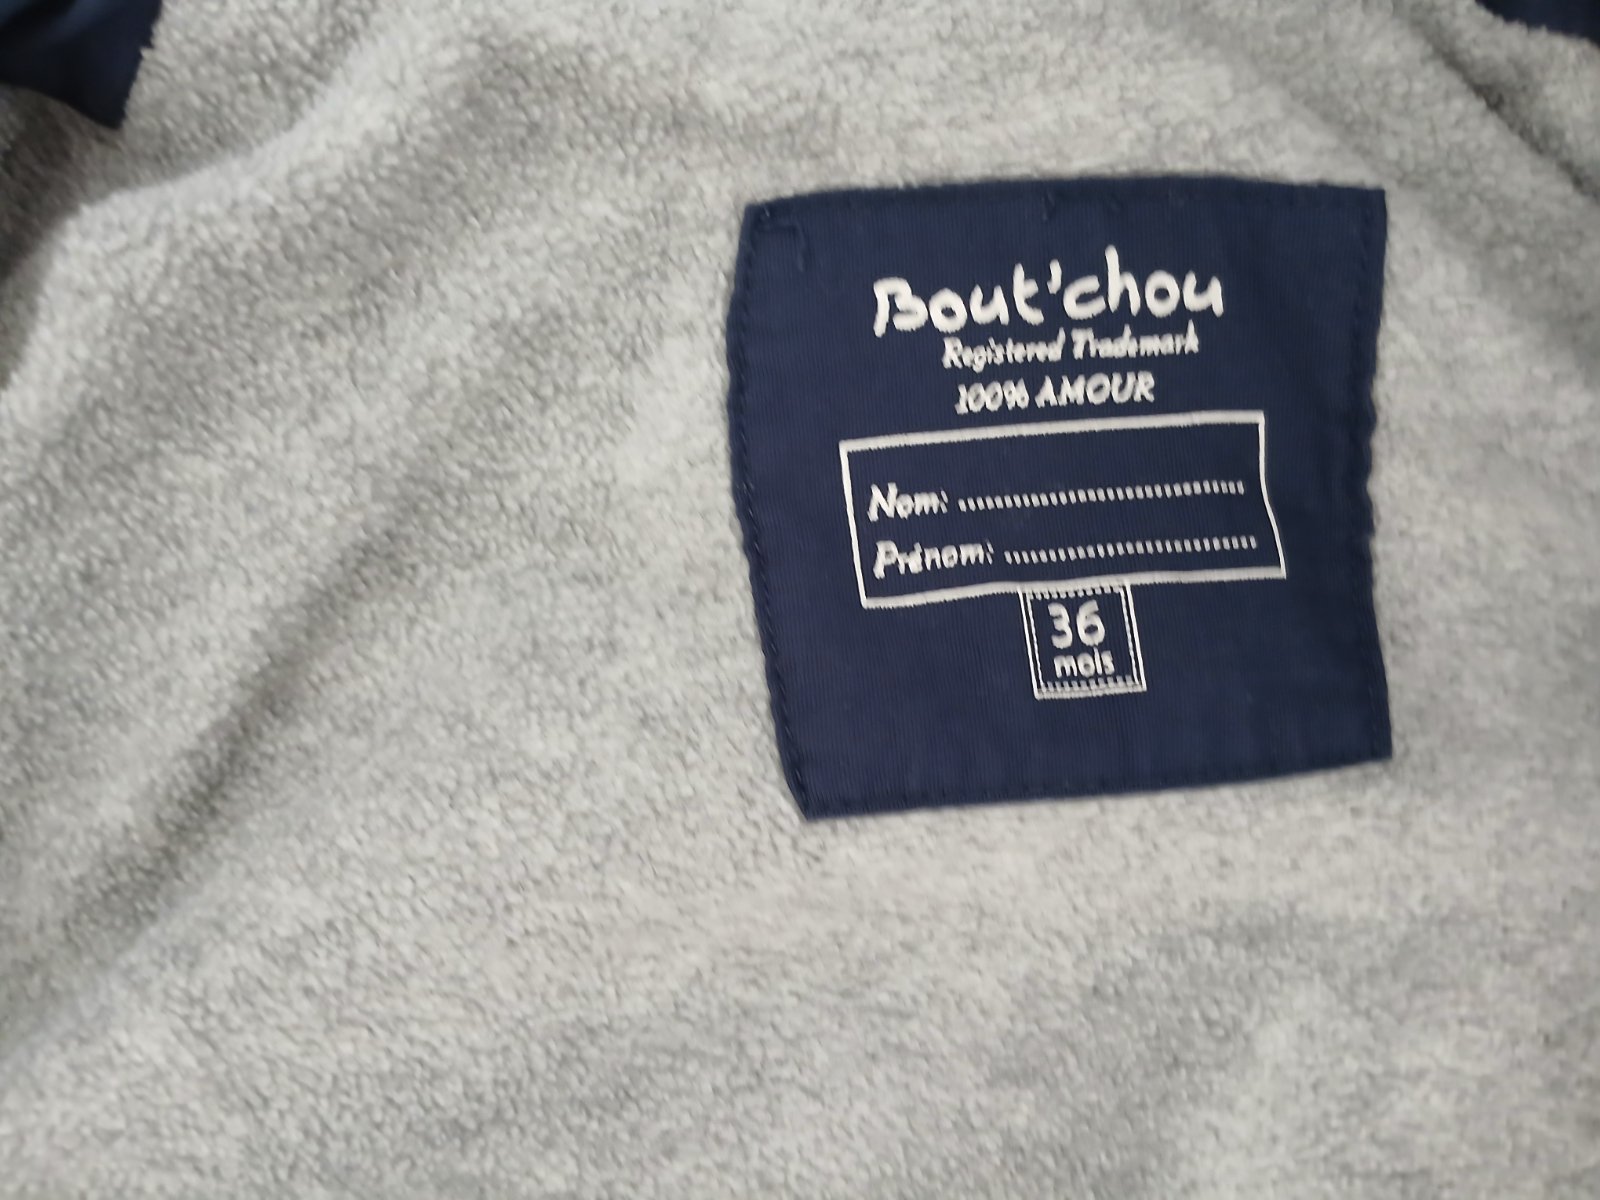 Bout'chou
Registered Trademark
100% AMOUR
Nom: ........................................
Prénom: ...................................
36
mois